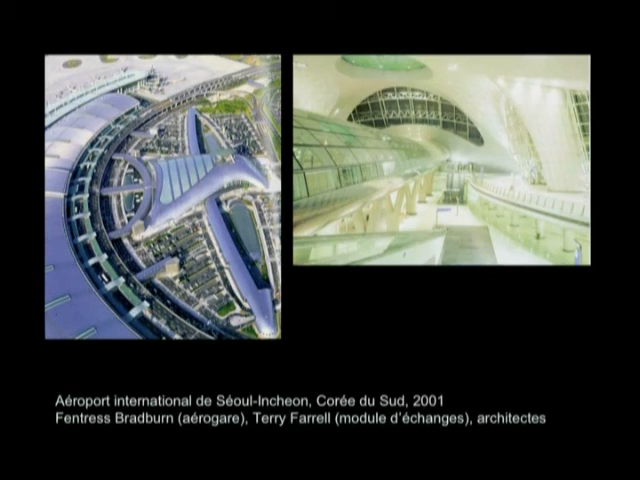 Aéroport international de Séoul-Incheon, Corée du Sud, 2001
Fentress Bradburn (aérogare), Terry Farrell (module d'échanges), architectes